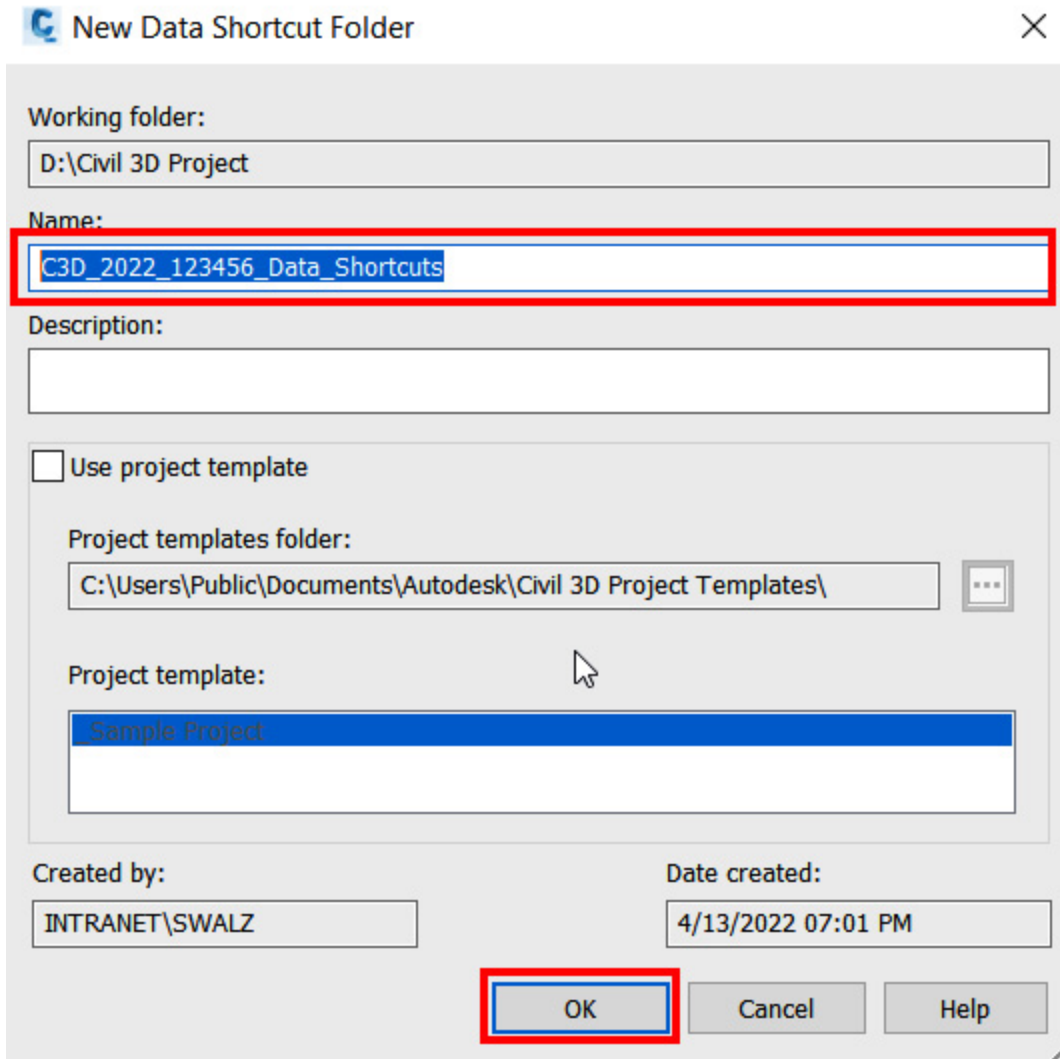 New Data Shortcut Folder
Working folder:
D:\Civil 3D Project
Name:
C3D_2022_123456_Data_Shortcuts
Description:
Use project template
Project templates folder:
C:\Users\Public\Documents\Autodesk\Civil 3D Project Templates\
...
Project template:
_Sample Project
Created by:
Date created:
INTRANET\SWALZ
4/13/2022 07:01 PM
OK
Cancel
Help